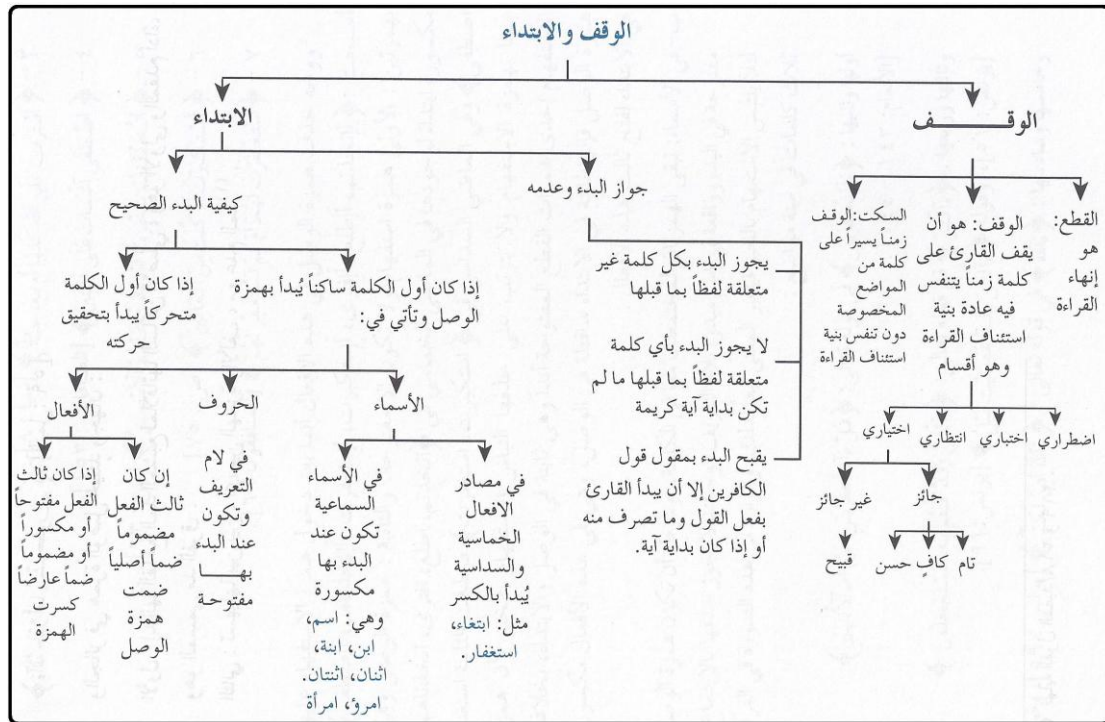 الوقف والابتداء
الوقــــــــف
الابتداء
القطع:
هو
إنهاء
القراءة
الوقف: هو أن
يقف القارئ على
كلمة زمناً يتنفس
فيه عادة بنية
استئناف القراءة
وهو أقسام
السكت: الوقف
زمناً يسيراً على
كلمة من
المواضع
المخصوصة
دون تنفس بنية
استئناف القراءة
اضطراري
اختباري
انتظاري
اختياري
جائز
غير جائز
تام
كافٍ
حسن
قبيح
جواز البدء وعدمه
يجوز البدء بكل كلمة غير
متعلقة لفظاً بما قبلها
لا يجوز البدء بأي كلمة
متعلقة لفظاً بما قبلها ما لم
تكن بداية آية كريمة
يقبح البدء بمقول قول
الكافرين إلا أن يبدأ القارئ
بفعل القول وما تصرف منه
أو إذا كان بداية آية.
كيفية البدء الصحيح
إذا كان أول الكلمة ساكناً يُبدأ بهمزة
الوصل وتأتي في:
إذا كان أول الكلمة
متحركاً يبدأ بتحقيق
حركته
الأسماء
الحروف
الأفعال
في مصادر
الافعال
الخماسية
والسداسية
يُبدأ بالكسر
مثل: ابتغاء،
استغفار.
في الأسماء
السماعية
تكون عند
البدء بها
مكسورة
وهي: اسم،
ابن، ابنة،
اثنان، اثنتان.
امرؤ، امرأة
في لام
التعريف
وتكون
عند البدء
بهــــا
مفتوحة
إن كان
ثالث الفعل
مضموماً
ضماً أصلياً
ضمت
همزة
الوصل
إذا كان ثالث
الفعل مفتوحاً
أو مكسوراً
أو مضموماً
ضماً عارضاً
كسرت
الهمزة